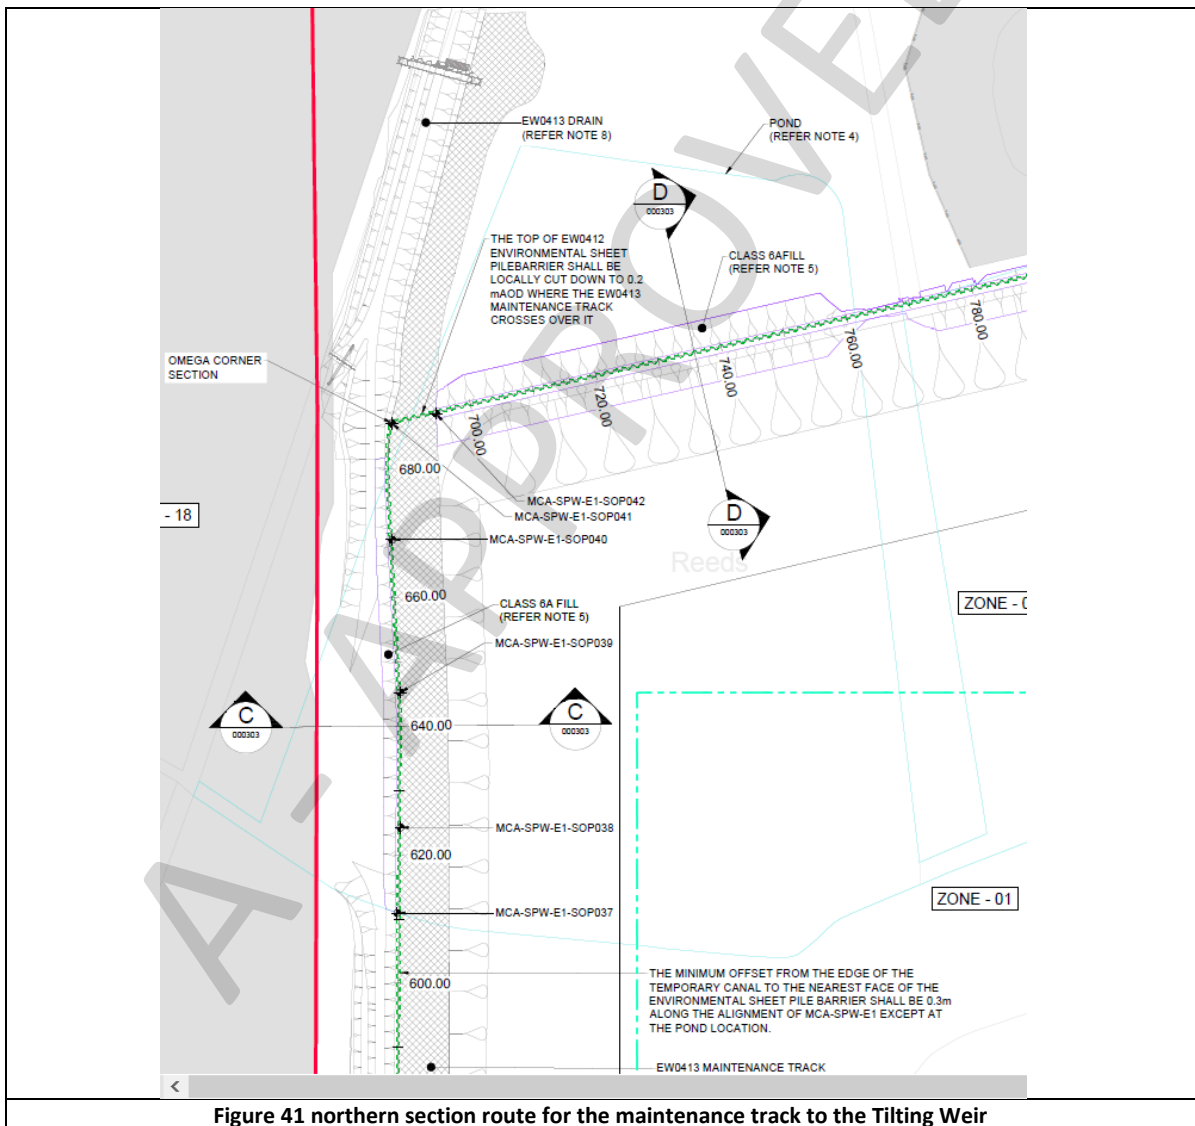 EW0413 DRAIN
(REFER NOTE 8)
POND
(REFER NOTE 4)
D
000303
THE TOP OF EW0412
ENVIRONMENTAL SHEET
PILEBARRIER SHALL BE
LOCALLY CUT DOWN TO 0.2
mAOD WHERE THE EW0413
MAINTENANCE TRACK
CROSSES OVER IT
CLASS 6AFILL
(REFER NOTE 5)
780.00
760.00
740.00
720.00
700.00
OMEGA CORNER
SECTION
680.00
MCA-SPW-E1-SOP042
MCA-SPW-E1-SOP041
- 18
D
000303
MCA-SPW-E1-SOP040
Reeds
660.00
CLASS 6A FILL
(REFER NOTE 5)
ZONE - 0
MCA-SPW-E1-SOP039
C
000303
640.00
C
000303
MCA-SPW-E1-SOP038
620.00
ZONE - 01
MCA-SPW-E1-SOP037
600.00
THE MINIMUM OFFSET FROM THE EDGE OF THE
TEMPORARY CANAL TO THE NEAREST FACE OF THE
ENVIRONMENTAL SHEET PILE BARRIER SHALL BE 0.3m
ALONG THE ALIGNMENT OF MCA-SPW-E1 EXCEPT AT
THE POND LOCATION.
EW0413 MAINTENANCE TRACK
A - APPROVE
Figure 41 northern section route for the maintenance track to the Tilting Weir